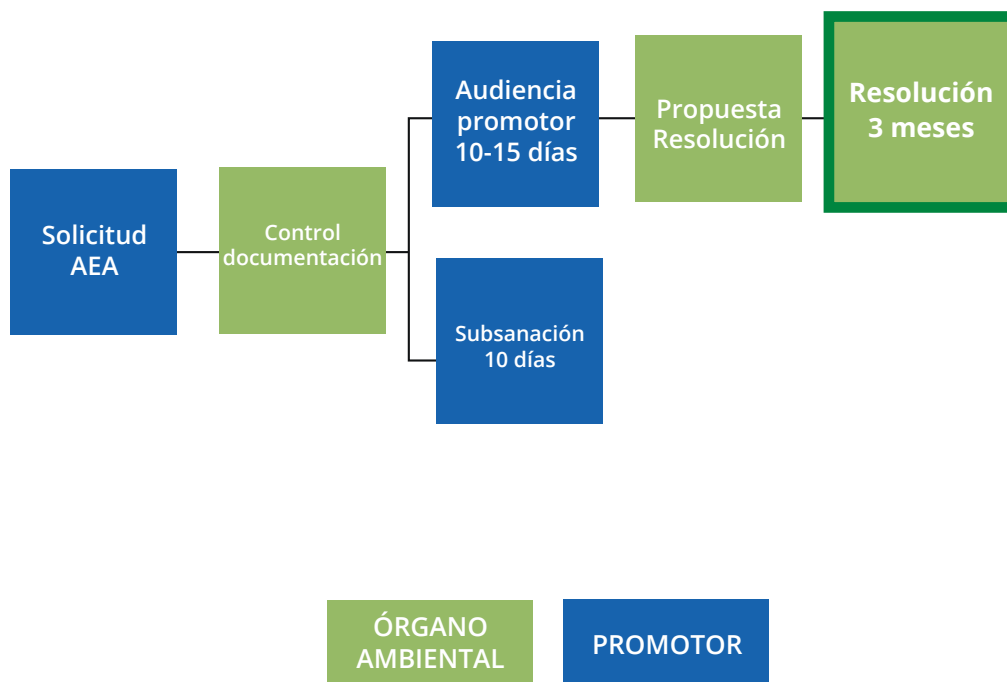 Solicitud
AEA
Control
documentación
Audiencia
promotor
10-15 días
Propuesta
Resolución
Resolución
3 meses
Subsanación
10 días
ÓRGANO
AMBIENTAL
PROMOTOR